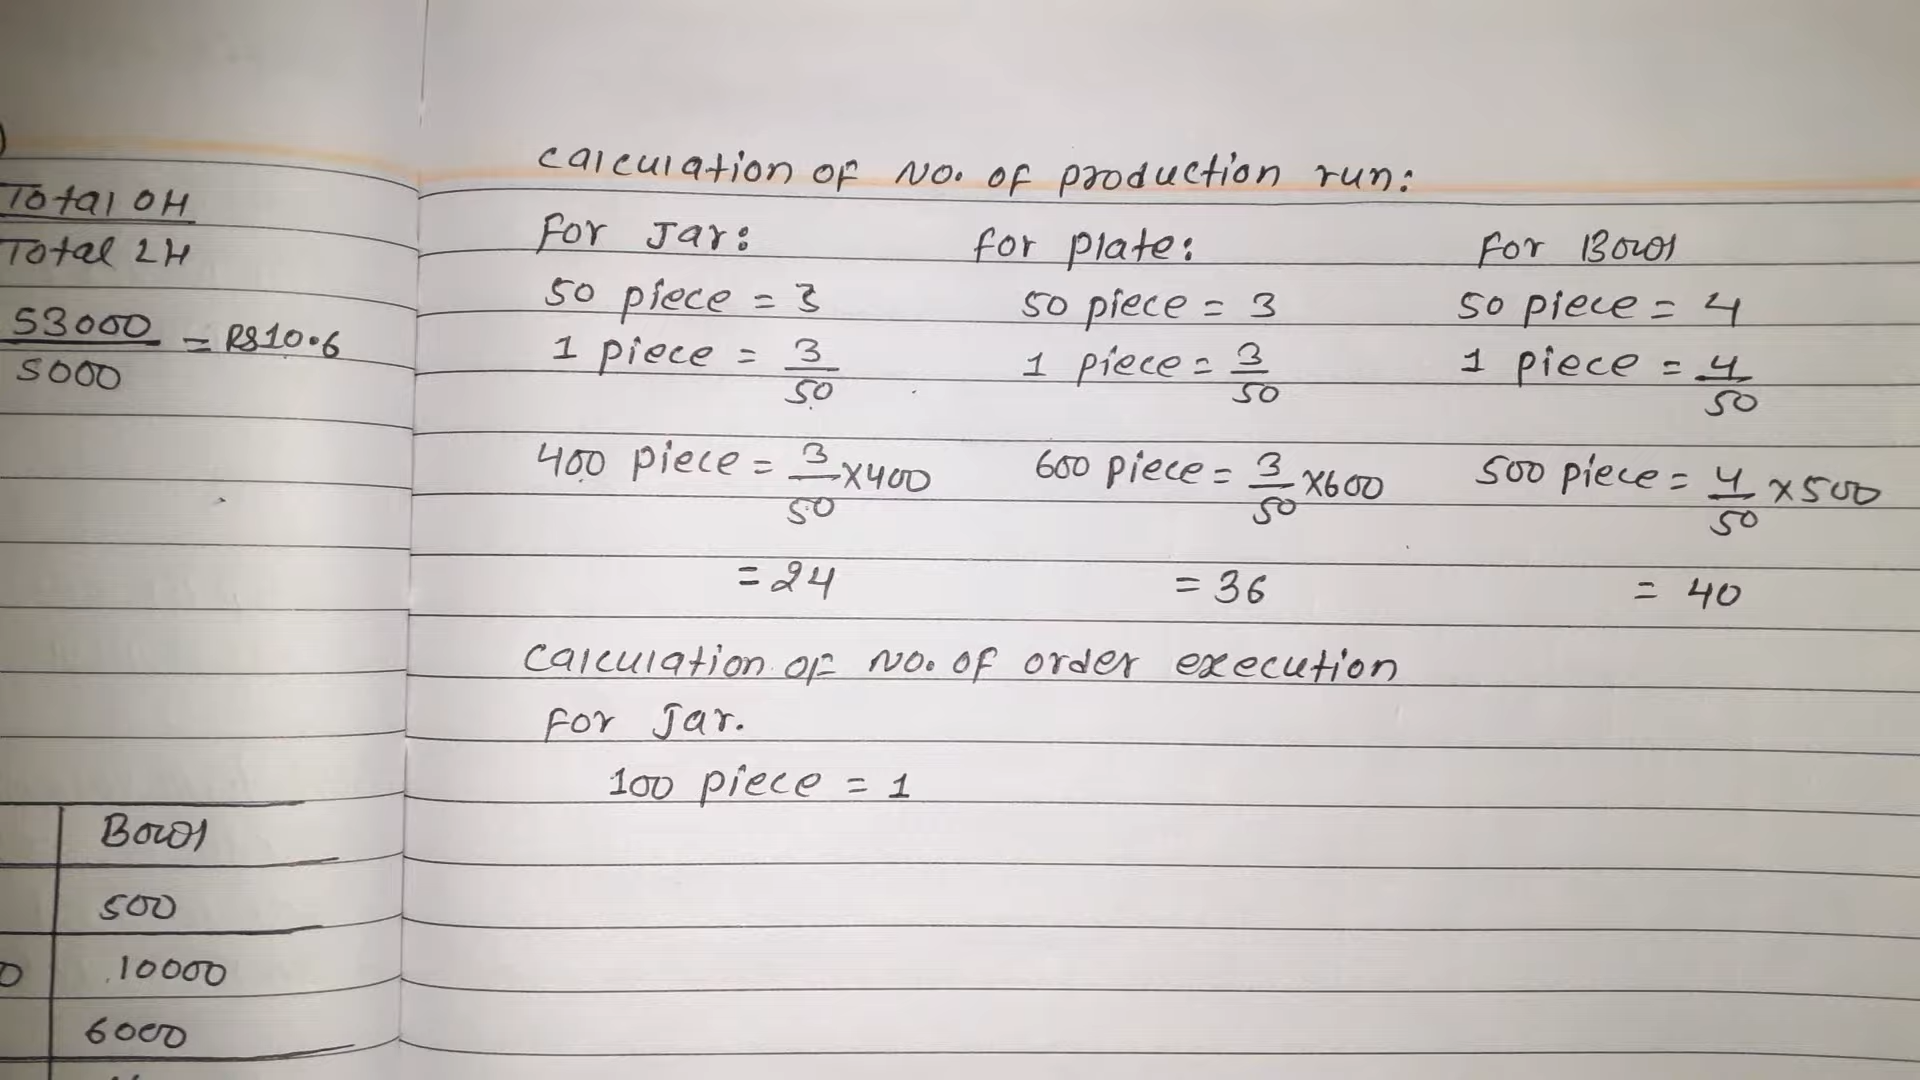 Total OH
Total LH
53000
5000
= RS10.6
Bowl
500
0
10000
6000
Calculation of No. of production run:
For Jar:
50 piece = 3
1 piece = 3/50
400 piece = 3/50 x400
= 24
for plate:
50 piece = 3
1 piece = 3/50
600 piece = 3/50 x600
= 36
For Bowl
50 piece = 4
1 piece = 4/50
500 piece = 4/50 x500
= 40
Calculation of No. of order execution
For Jar.
100 piece = 1